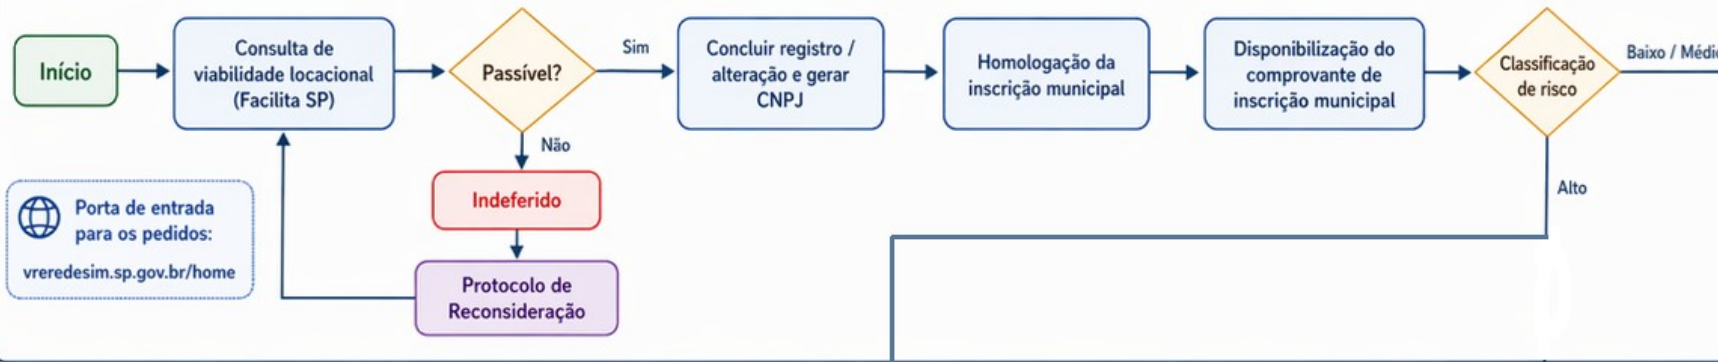 Início
Consulta de
viabilidade locacional
(Facilita SP)
Passível?
Sim
Não
Concluir registro /
alteração e gerar
CNPJ
Homologação da
inscrição municipal
Disponibilização do
comprovante de
inscrição municipal
Classificação
de risco
Baixo / Médi
Alto
Indeferido
Protocolo de
Reconsideração
Porta de entrada
para os pedidos:
vreredesim.sp.gov.br/home